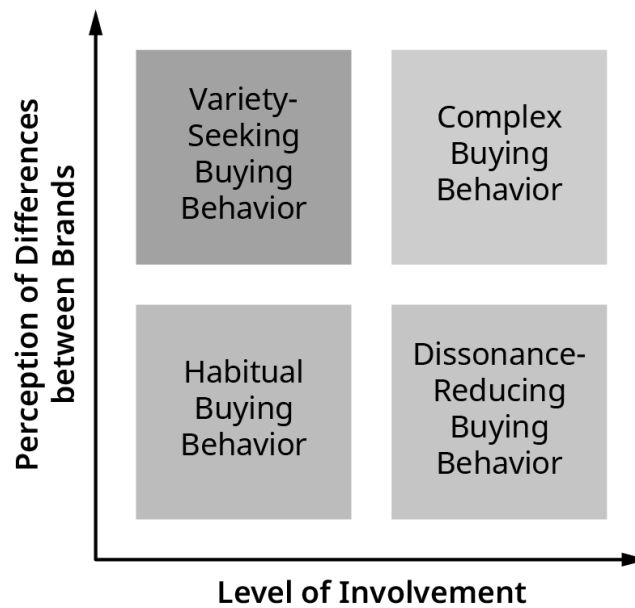 Perception of Differences
between Brands
Variety-
Seeking
Buying
Behavior
Complex
Buying
Behavior
Habitual
Buying
Behavior
Dissonance-
Reducing
Buying
Behavior
Level of Involvement